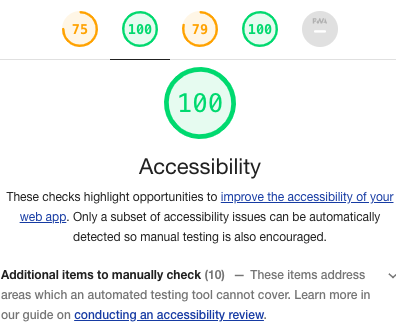 75 100 79 100 PWA
100
Accessibility
These checks highlight opportunities to improve the accessibility of your
web app. Only a subset of accessibility issues can be automatically
detected so manual testing is also encouraged.
Additional items to manually check (10) — These items address
areas which an automated testing tool cannot cover. Learn more in
our guide on conducting an accessibility review.